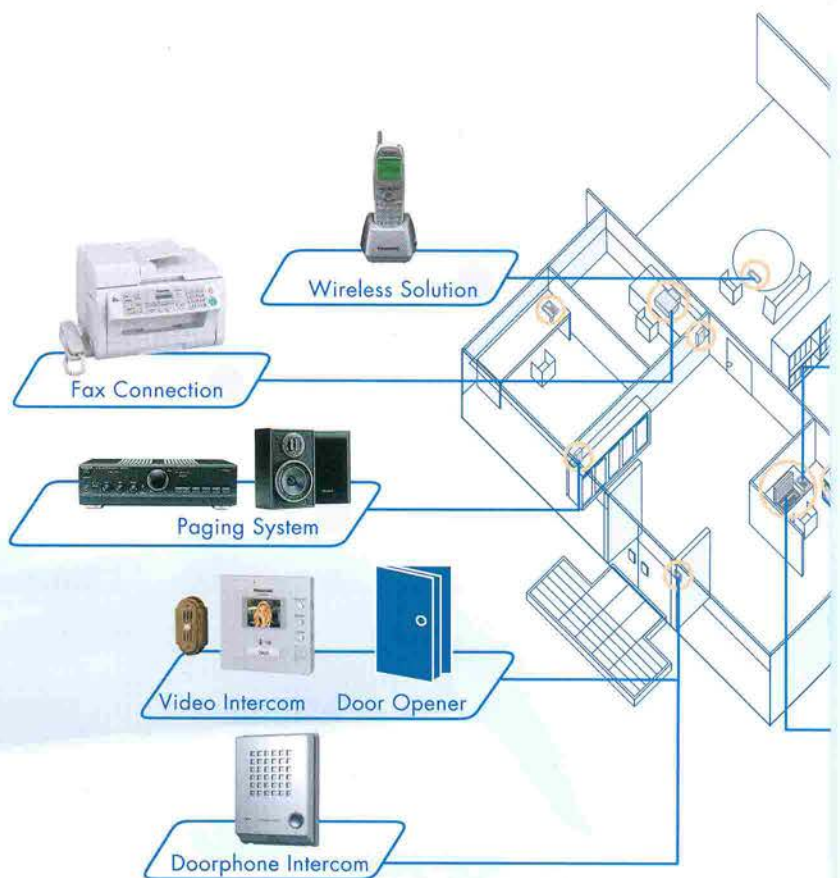 Wireless Solution
Fax Connection
Paging System
Video Intercom
Door Opener
Doorphone Intercom